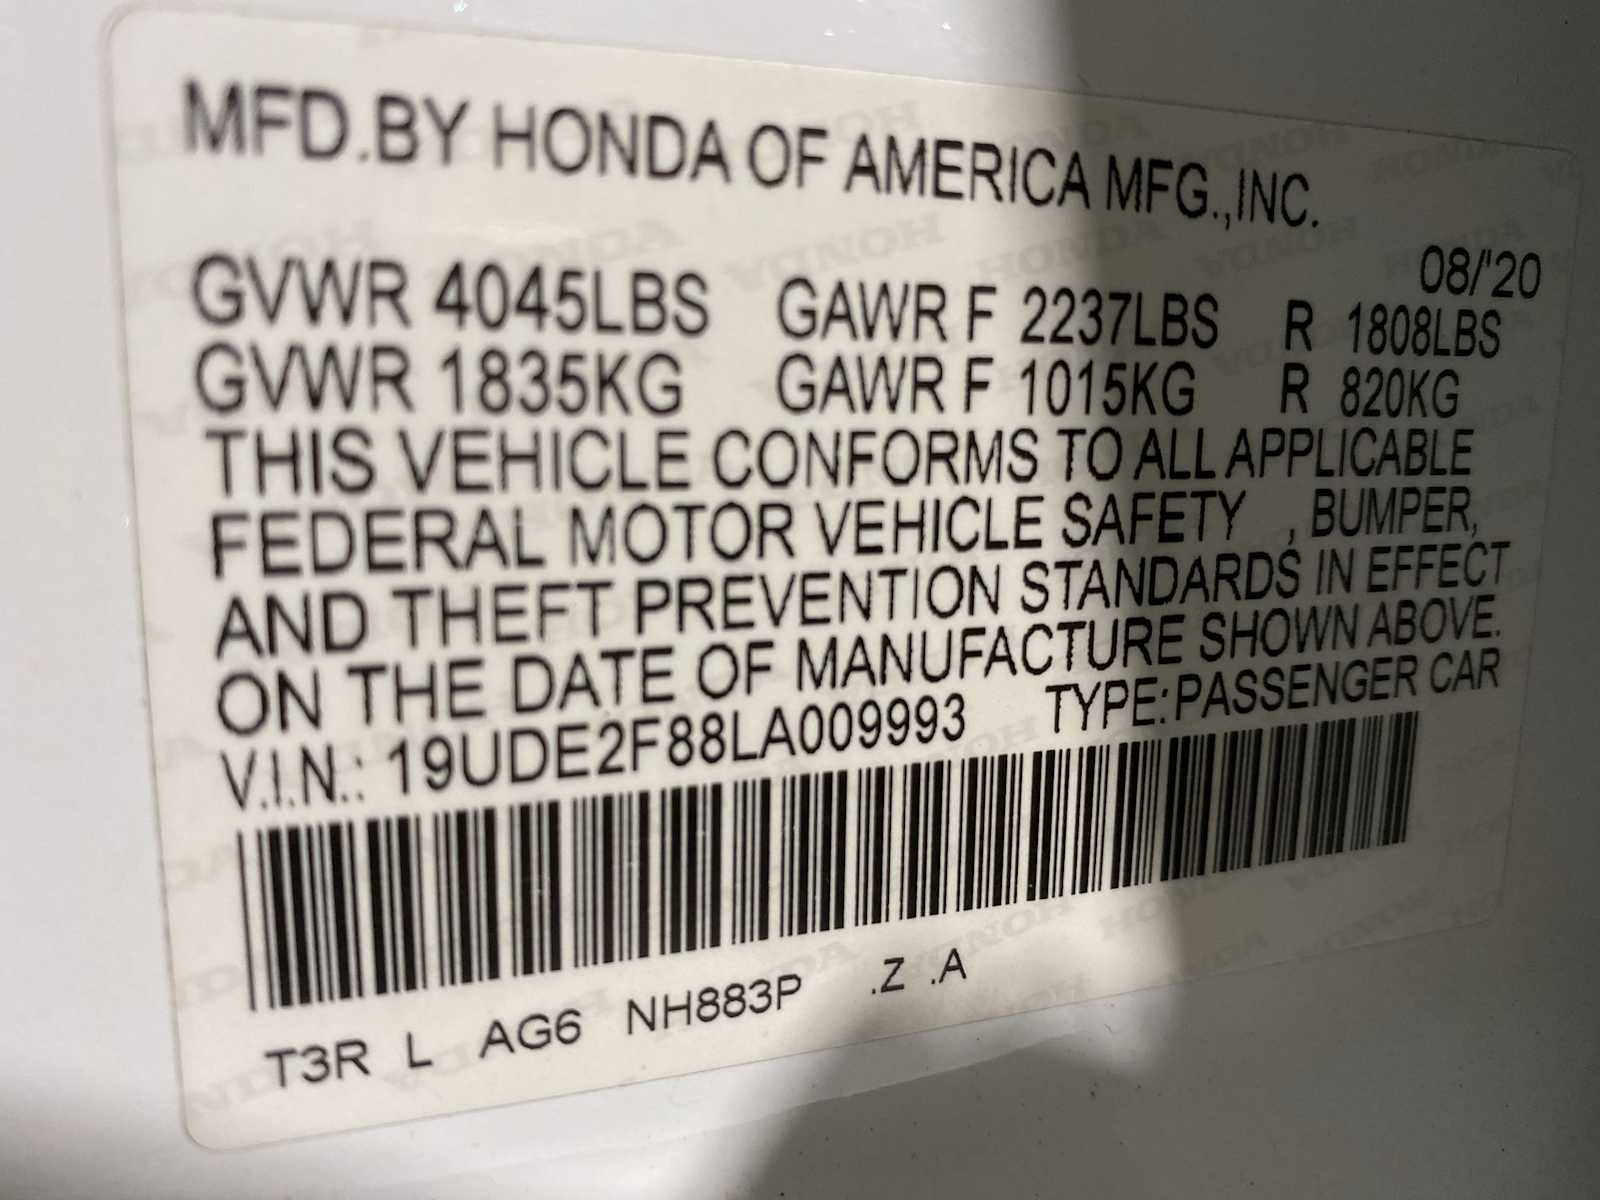 MFD.BY HONDA OF AMERICA MFG.,INC.
08/'20
GVWR 4045LBS GAWR F 2237LBS R 1808LBS
GVWR 1835KG GAWR F 1015KG R 820KG
THIS VEHICLE CONFORMS TO ALL APPLICABLE
FEDERAL MOTOR VEHICLE SAFETY , BUMPER,
AND THEFT PREVENTION STANDARDS IN EFFECT
ON THE DATE OF MANUFACTURE SHOWN ABOVE.
V.I.N.: 19UDE2F88LA009993 TYPE:PASSENGER CAR
T3R L AG6 NH883P .Z .A